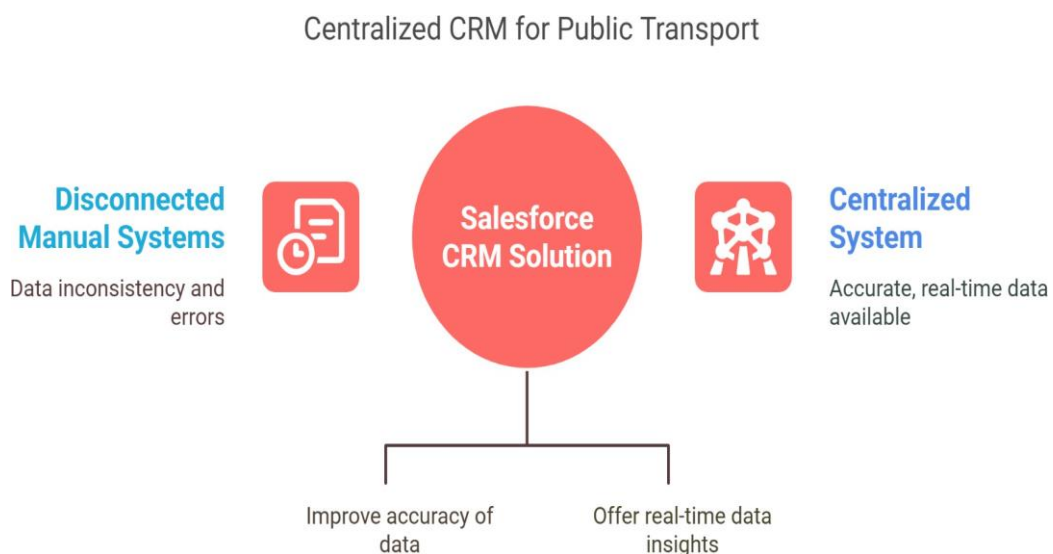 Centralized CRM for Public Transport
Disconnected
Manual Systems
Data inconsistency and
errors
Salesforce
CRM Solution
Centralized
System
Accurate, real-time data
available
Improve accuracy of
data
Offer real-time data
insights